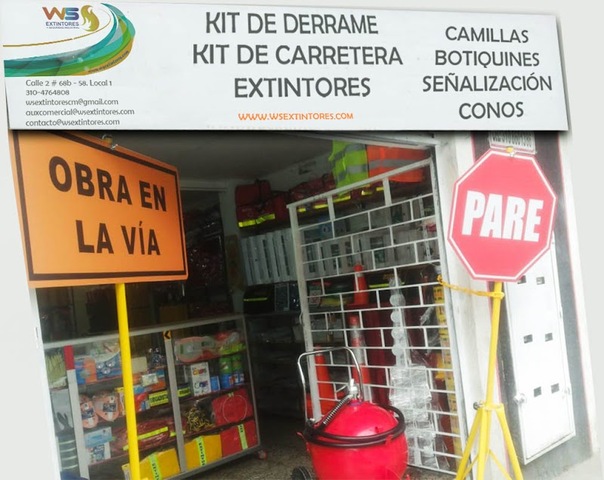 WS
EXTINTORES
Calle 2 # 68b - 58. Local 1
310-4764808
wsextintorescm@gmail.com
auxcomercial@wsextintores.com
contacto@wsextintores.com
KIT DE DERRAME
KIT DE CARRETERA
EXTINTORES
WWW.WSEXTINTORES.COM
CAMILLAS
BOTIQUINES
SEÑALIZACIÓN
CONOS
OBRA EN
LA VÍA
PARE